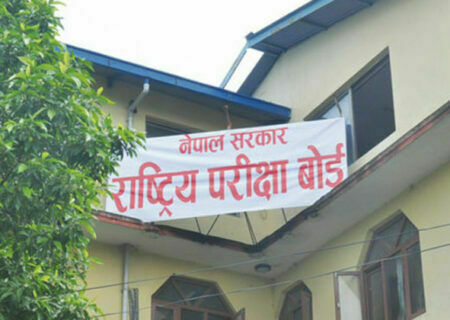 नेपाल सरकार
राष्ट्रिय परीक्षा बोर्ड